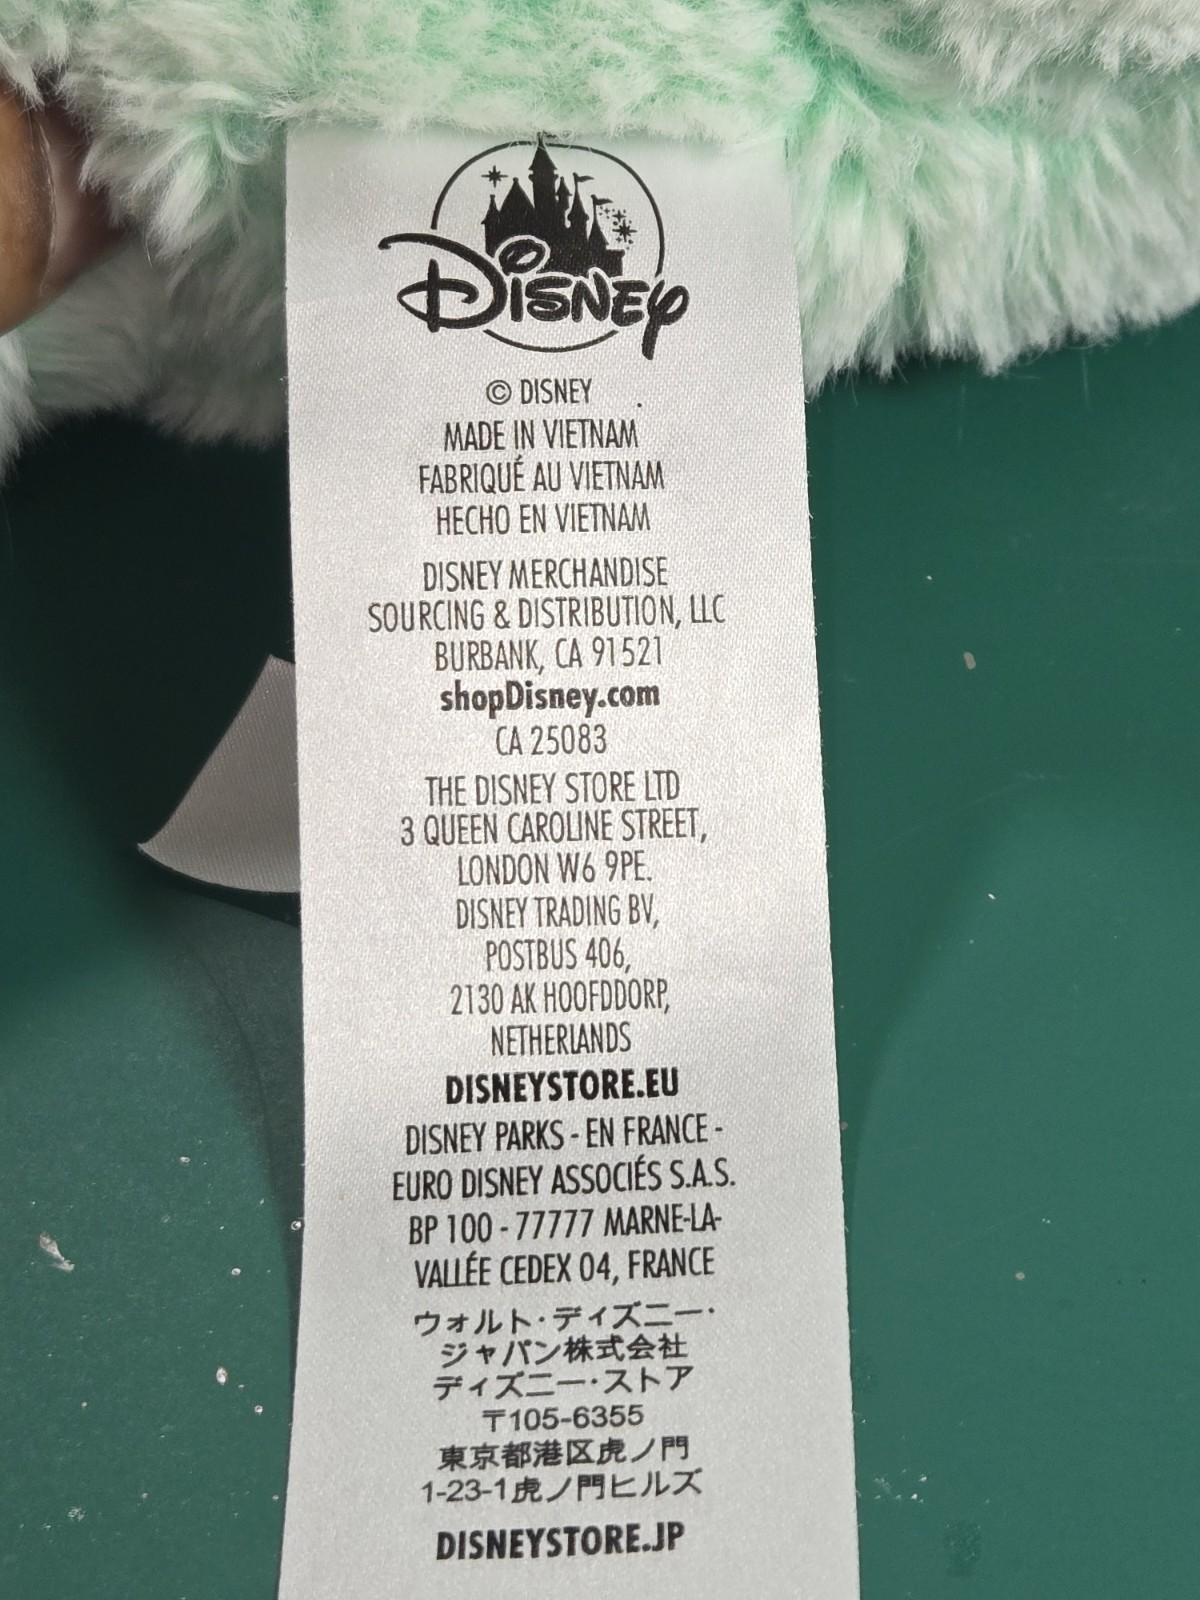 Disney
© DISNEY
MADE IN VIETNAM
FABRIQUÉ AU VIETNAM
HECHO EN VIETNAM
DISNEY MERCHANDISE
SOURCING & DISTRIBUTION, LLC
BURBANK, CA 91521
shopDisney.com
CA 25083
THE DISNEY STORE LTD
3 QUEEN CAROLINE STREET,
LONDON W6 9PE.
DISNEY TRADING BV,
POSTBUS 406,
2130 AK HOOFDDORP,
NETHERLANDS
DISNEYSTORE.EU
DISNEY PARKS - EN FRANCE -
EURO DISNEY ASSOCIÉS S.A.S.
BP 100 - 77777 MARNE-LA-
VALLÉE CEDEX 04, FRANCE
ウォルト・ディズニー・
ジャパン株式会社
ディズニー・ストア
〒105-6355
東京都港区虎ノ門
1-23-1虎ノ門ヒルズ
DISNEYSTORE.JP